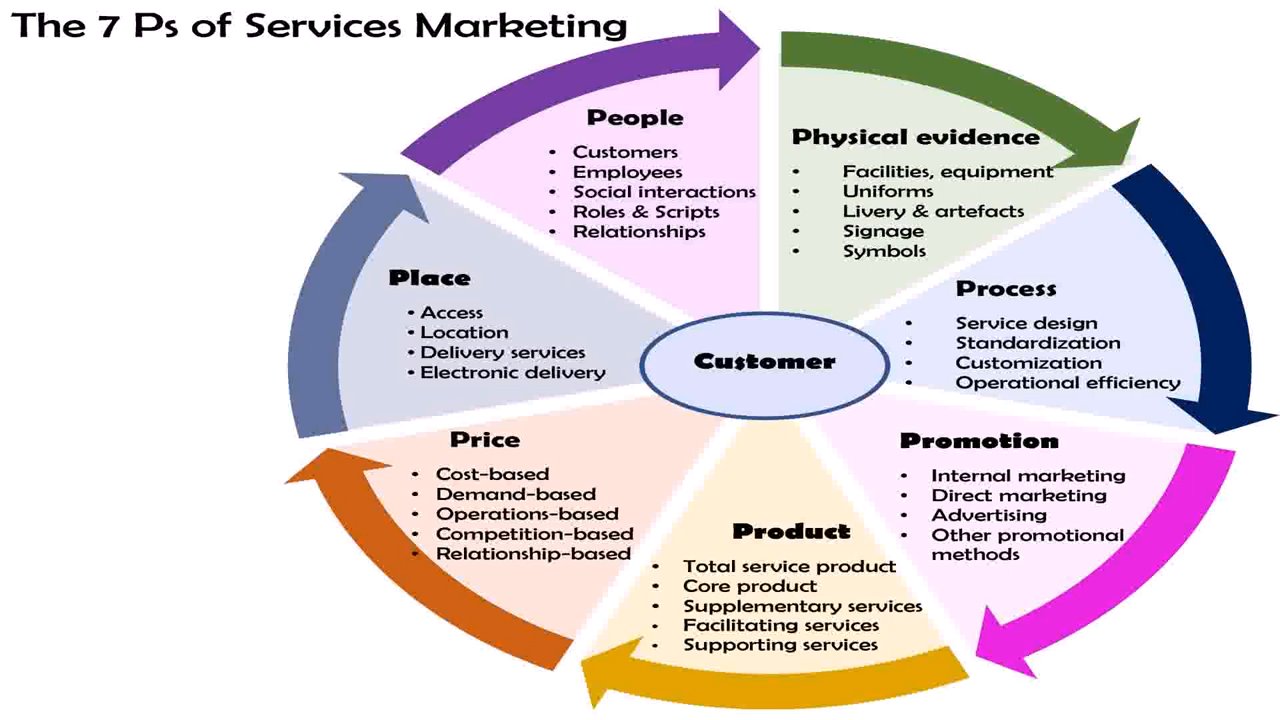 The 7 Ps of Services Marketing
People
• Customers
• Employees
• Social interactions
• Roles & Scripts
• Relationships
Physical evidence
• Facilities, equipment
• Uniforms
• Livery & artefacts
• Signage
• Symbols
Process
• Service design
• Standardization
• Customization
• Operational efficiency
Promotion
• Internal marketing
• Direct marketing
• Advertising
• Other promotional
methods
Product
• Total service product
• Core product
• Supplementary services
• Facilitating services
• Supporting services
Price
• Cost-based
• Demand-based
• Operations-based
• Competition-based
• Relationship-based
Place
• Access
• Location
• Delivery services
• Electronic delivery
Customer